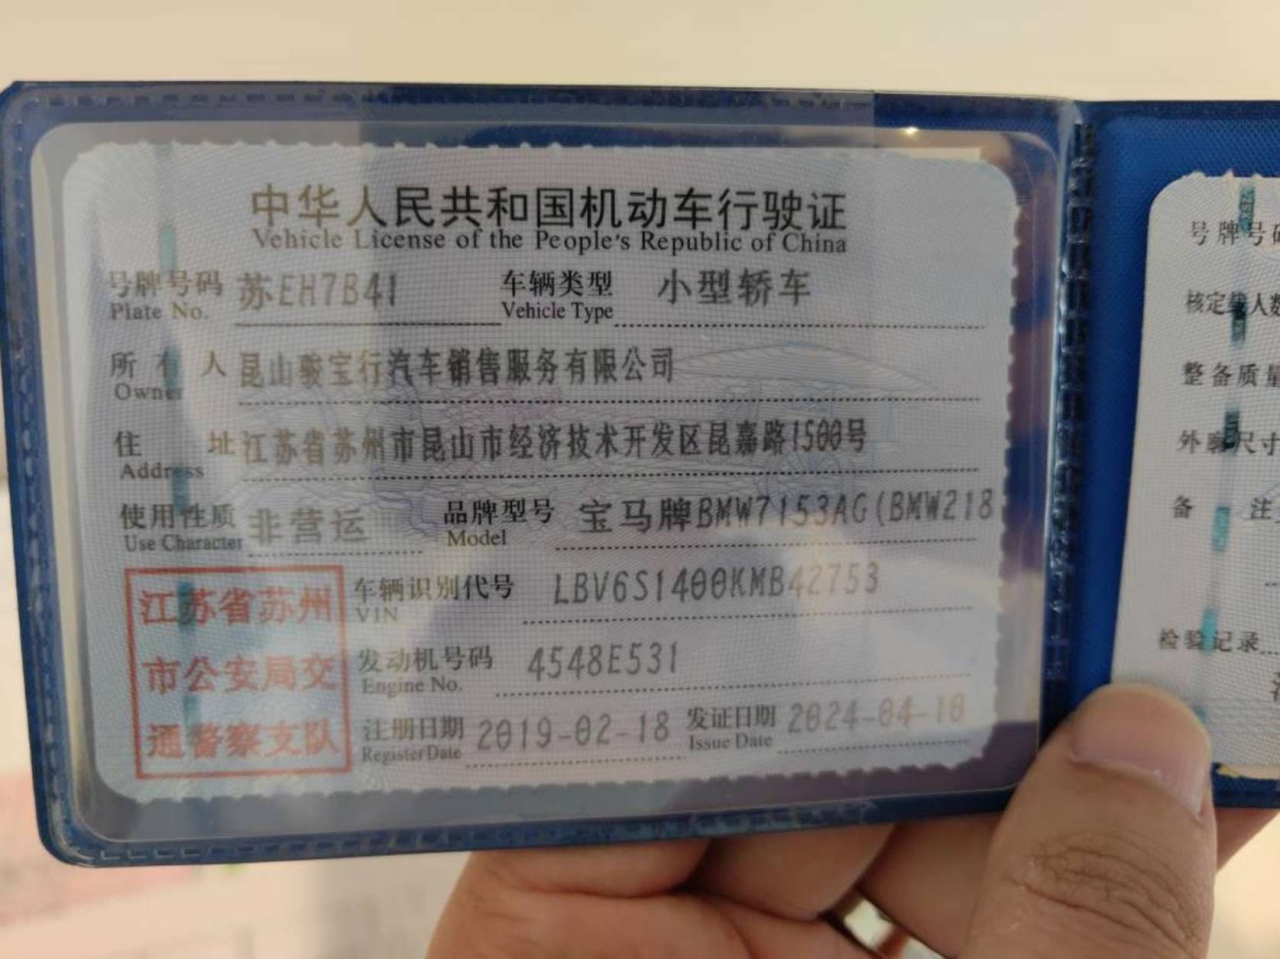 中华人民共和国机动车行驶证
Vehicle License of the People's Republic of China
号牌号码 苏EH7B41 车辆类型 小型轿车
Plate No. Vehicle Type
所有人 昆山骏宝行汽车销售服务有限公司
Owner
住址 江苏省苏州市昆山市经济技术开发区昆嘉路1500号
Address
使用性质 非营运 品牌型号 宝马牌BMW7153AG(BMW218
Use Character Model
江苏省苏州
市公安局交
通警察支队
车辆识别代号 LBV6S1400KMB42753
VIN
发动机号码 4548E531
Engine No.
注册日期 2019-02-18 发证日期 2024-04-10
Register Date Issue Date
号牌号码
核定载人数
整备质量
外廓尺寸
备注
检验记录